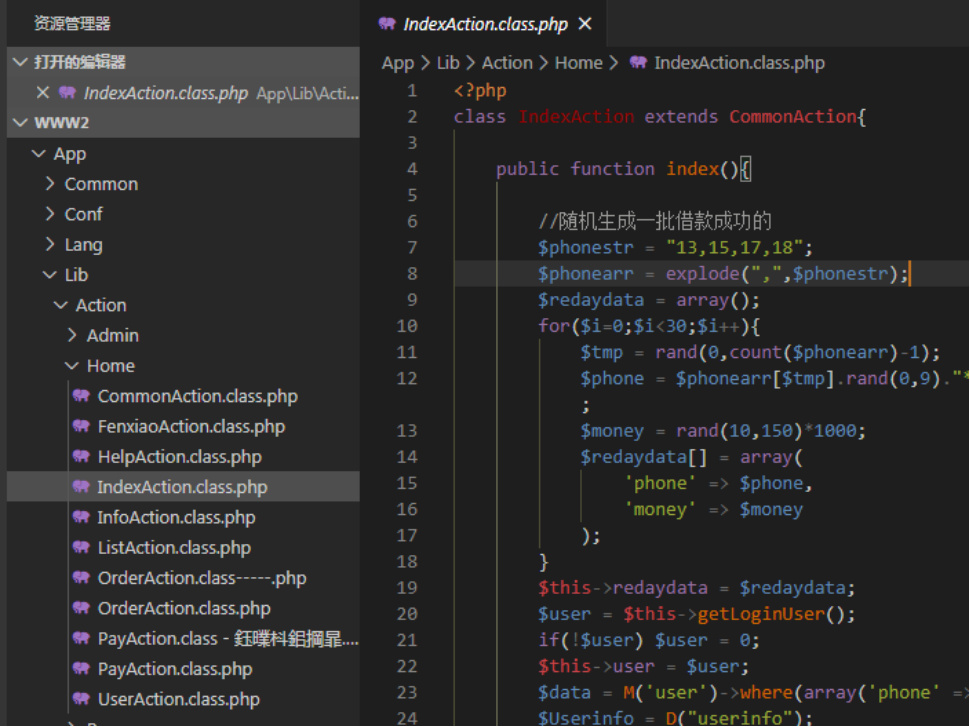 资源管理器
打开的编辑器
IndexAction.class.php App\Lib\Acti...
WWW2
App
Common
Conf
Lang
Lib
Action
Admin
Home
CommonAction.class.php
FenxiaoAction.class.php
HelpAction.class.php
IndexAction.class.php
InfoAction.class.php
ListAction.class.php
OrderAction.class-----.php
OrderAction.class.php
PayAction.class -
PayAction.class.php
UserAction.class.php
IndexAction.class.php
App > Lib > Action > Home > IndexAction.class.php
1 <?php
2 class IndexAction extends CommonAction{
3
4 public function index(){
5
6 //随机生成一批借款成功的
7 $phonestr = "13,15,17,18";
8 $phonearr = explode(",",$phonestr);
9 $redaydata = array();
10 for($i=0;$i<30;$i++){
11 $tmp = rand(0,count($phonearr)-1);
12 $phone = $phonearr[$tmp].rand(0,9)."*
;
13 $money = rand(10,150)*1000;
14 $redaydata[] = array(
15 'phone' => $phone,
16 'money' => $money
17 );
18 }
19 $this->redaydata = $redaydata;
20 $user = $this->getLoginUser();
21 if(!$user) $user = 0;
22 $this->user = $user;
23 $data = M('user')->where(array('phone' =>
24 $Userinfo = D("userinfo");